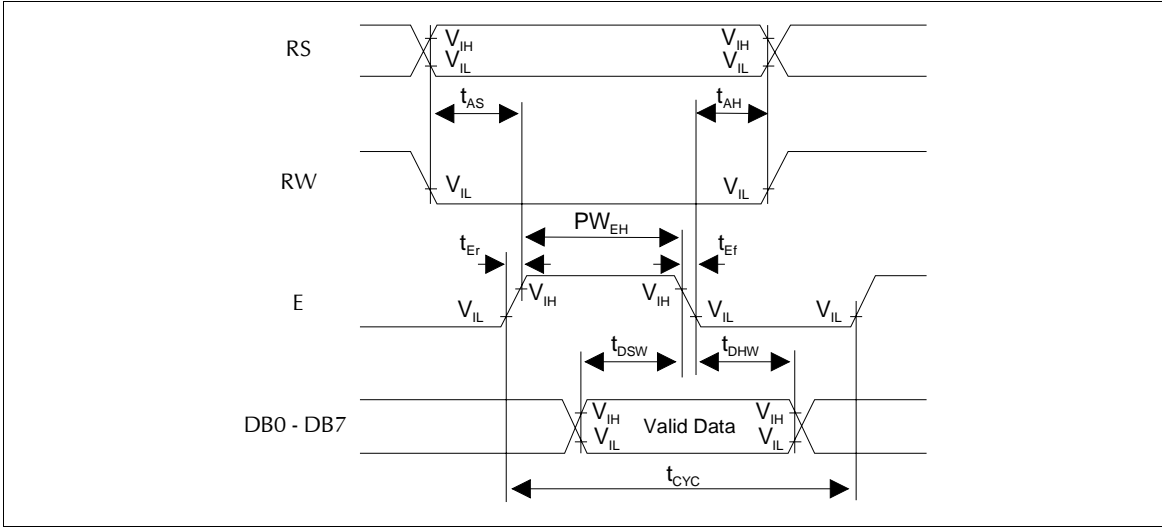 RS
V_IH
V_IL
V_IH
V_IL
t_AS
t_AH
RW
V_IL
V_IL
PW_EH
t_Er
t_Ef
E
V_IL
V_IH
V_IH
V_IL
V_IL
t_DSW
t_DHW
DB0 - DB7
V_IH
V_IL
Valid Data
V_IH
V_IL
t_CYC